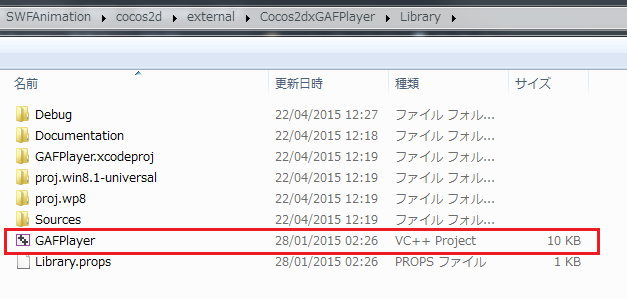 SWFAnimation ▸ cocos2d ▸ external ▸ Cocos2dxGAFPlayer ▸ Library ▸
名前 更新日時 種類 サイズ
Debug 22/04/2015 12:27 ファイル フォル...
Documentation 22/04/2015 12:18 ファイル フォル...
GAFPlayer.xcodeproj 22/04/2015 12:19 ファイル フォル...
proj.win8.1-universal 22/04/2015 12:19 ファイル フォル...
proj.wp8 22/04/2015 12:19 ファイル フォル...
Sources 22/04/2015 12:19 ファイル フォル...
GAFPlayer 28/01/2015 02:26 VC++ Project 10 KB
Library.props 28/01/2015 02:26 PROPS ファイル 1 KB